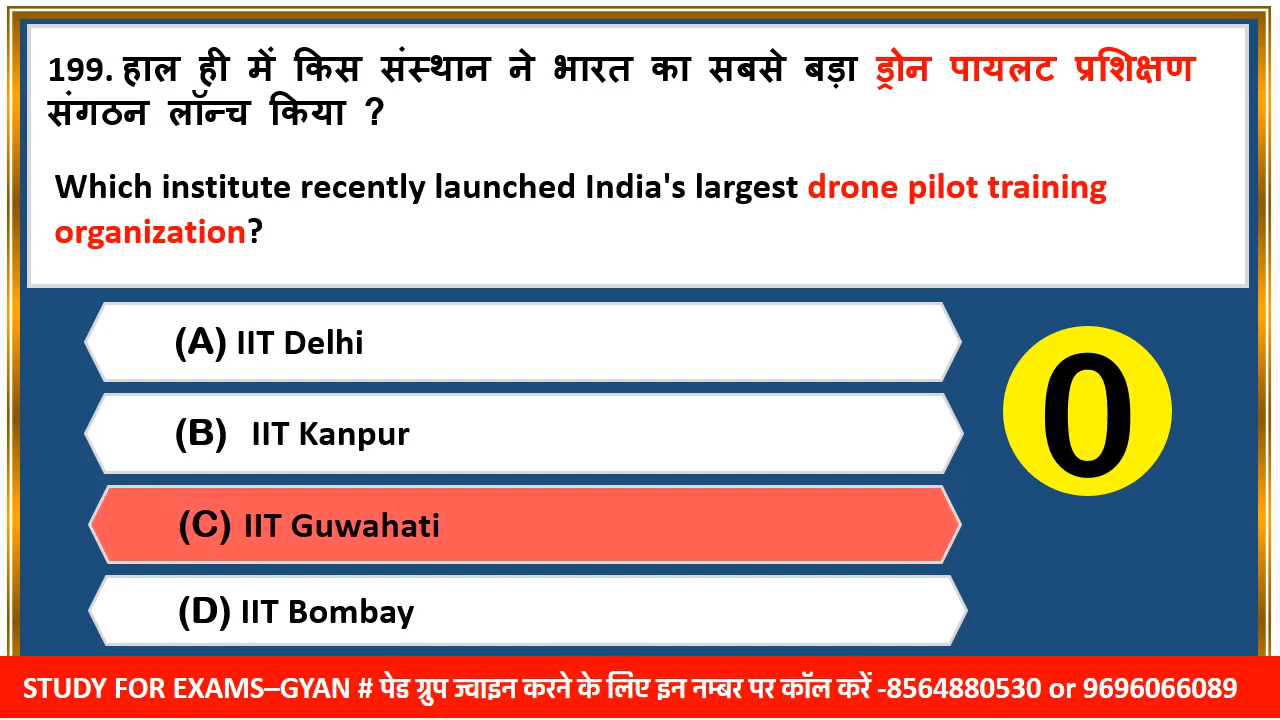 199. हाल ही में किस संस्थान ने भारत का सबसे बड़ा ड्रोन पायलट प्रशिक्षण
संगठन लॉन्च किया ?
Which institute recently launched India's largest drone pilot training
organization?
(A) IIT Delhi
(B) IIT Kanpur
(C) IIT Guwahati
(D) IIT Bombay
0
STUDY FOR EXAMS–GYAN # पेड ग्रुप ज्वाइन करने के लिए इन नम्बर पर कॉल करें -8564880530 or 9696066089